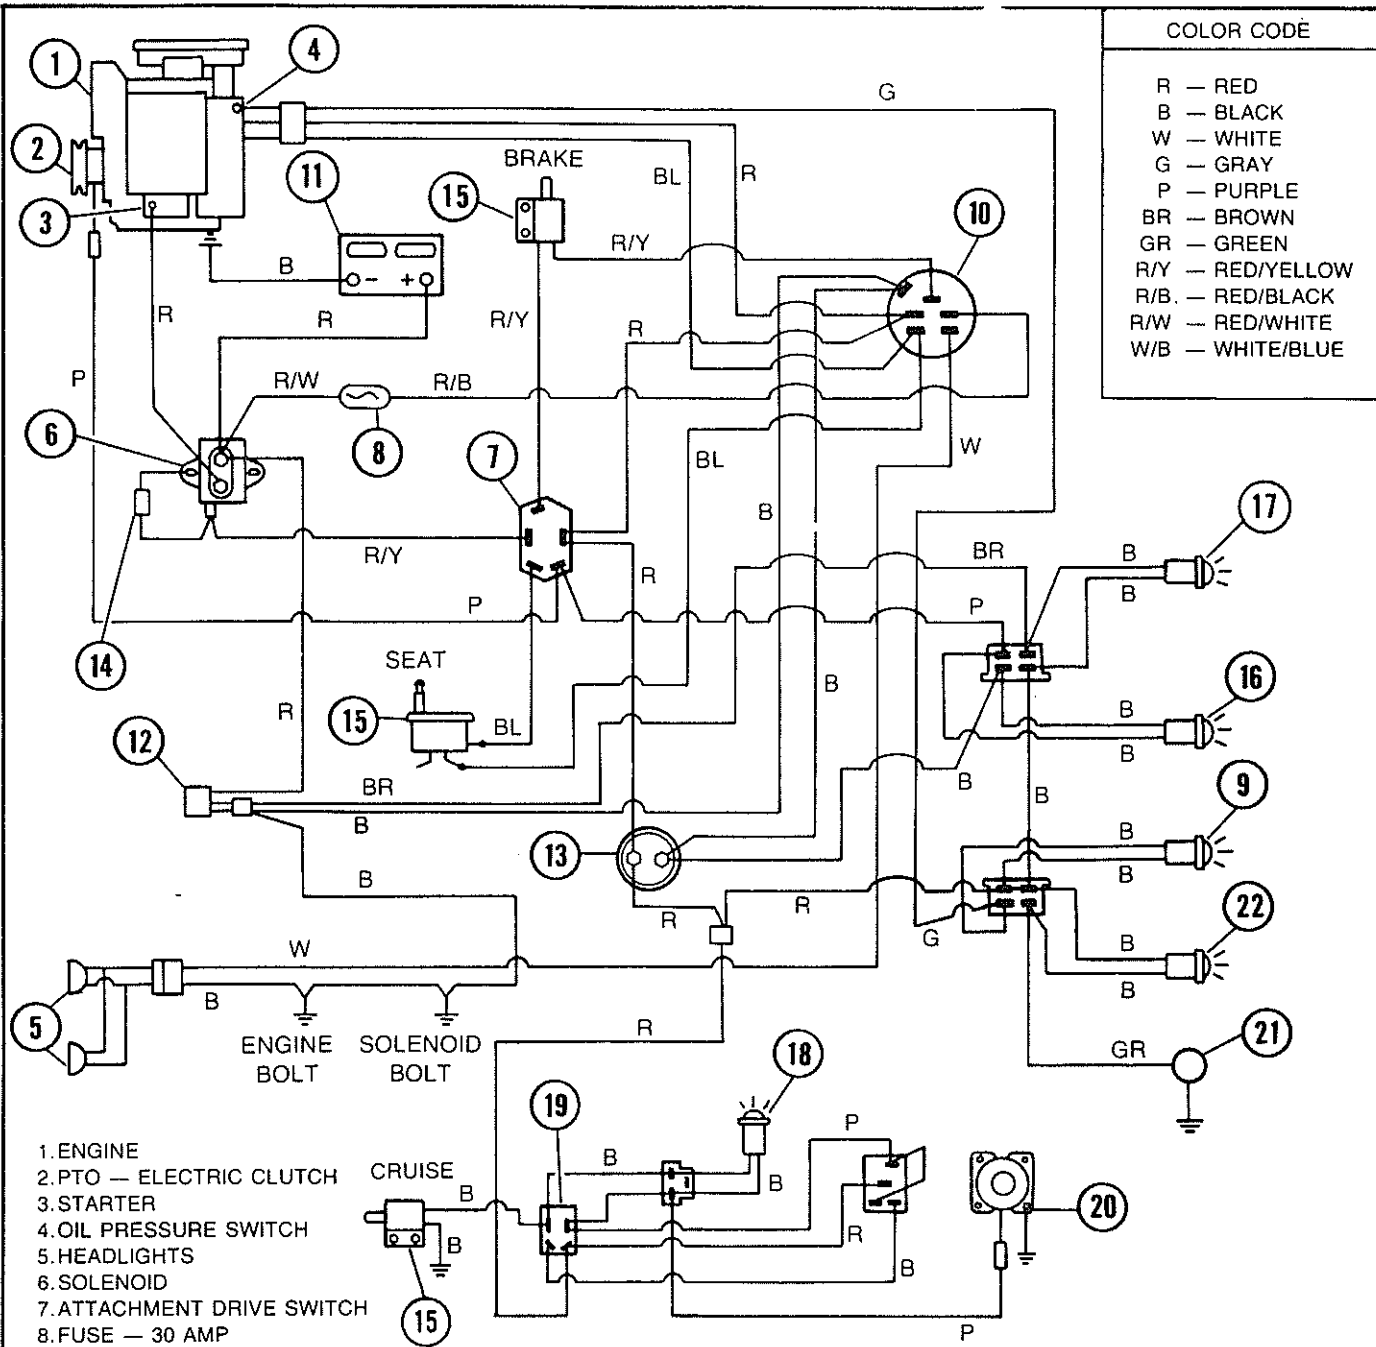 COLOR CODE
R — RED
B — BLACK
W — WHITE
G — GRAY
P — PURPLE
BR — BROWN
GR — GREEN
R/Y — RED/YELLOW
R/B. — RED/BLACK
R/W — RED/WHITE
W/B — WHITE/BLUE
1
4
G
2
11
BRAKE
15
BL
R
10
3
R/Y
B
- +
R
R
R/Y
R
P
R/W
R/B
6
8
7
BL
W
B
17
R/Y
R
BR
B
B
P
P
14
SEAT
B
16
R
15
BL
B
12
B
BR
B
B
9
B
B
13
B
B
R
R
22
G
W
B
B
B
5
ENGINE
BOLT
SOLENOID
BOLT
R
18
GR
21
19
P
CRUISE
B
B
B
B
R
B
20
15
P
1. ENGINE
2. PTO — ELECTRIC CLUTCH
3. STARTER
4. OIL PRESSURE SWITCH
5. HEADLIGHTS
6. SOLENOID
7. ATTACHMENT DRIVE SWITCH
8. FUSE — 30 AMP